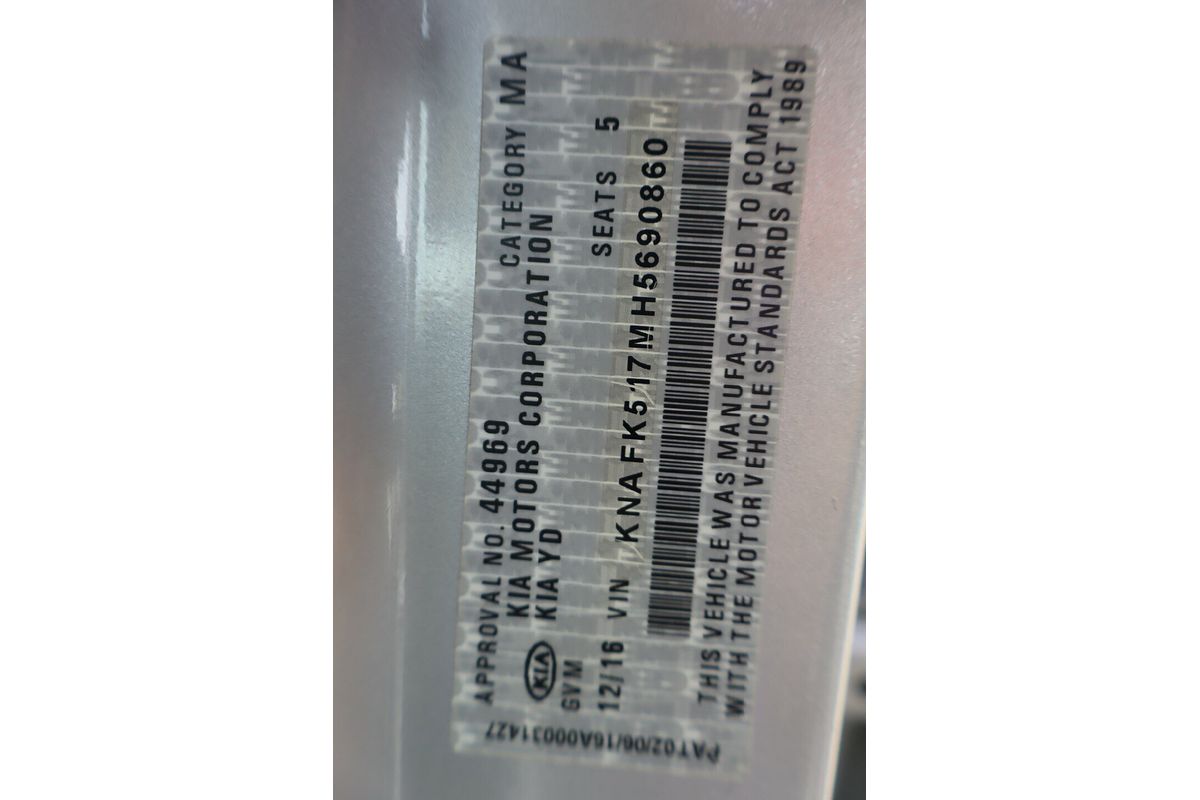 APPROVAL NO. 44969 CATEGORY MA
KIA MOTORS CORPORATION
KIA KIA YD
GVM SEATS 5
12/16 VIN KNAFK517MH5690860
THIS VEHICLE WAS MANUFACTURED TO COMPLY
WITH THE MOTOR VEHICLE STANDARDS ACT 1989
PAT02/06/16A00031427